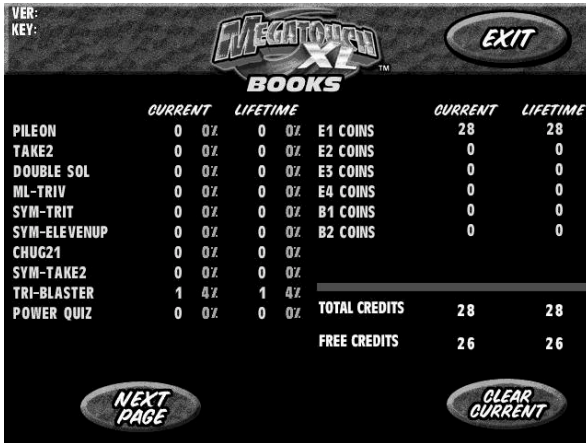 VER:
KEY:
MEGATOUCH
XL
TM
EXIT
BOOKS
CURRENT LIFETIME CURRENT LIFETIME
PILEON 0 0% 0 0% E1 COINS 28 28
TAKE2 0 0% 0 0% E2 COINS 0 0
DOUBLE SOL 0 0% 0 0% E3 COINS 0 0
ML-TRIV 0 0% 0 0% E4 COINS 0 0
SYM-TRIT 0 0% 0 0% B1 COINS 0 0
SYM-ELEVENUP 0 0% 0 0% B2 COINS 0 0
CHUG21 0 0% 0 0%
SYM-TAKE2 0 0% 0 0%
TRI-BLASTER 1 4% 1 4%
POWER QUIZ 0 0% 0 0%
TOTAL CREDITS 28 28
FREE CREDITS 26 26
NEXT
PAGE
CLEAR
CURRENT